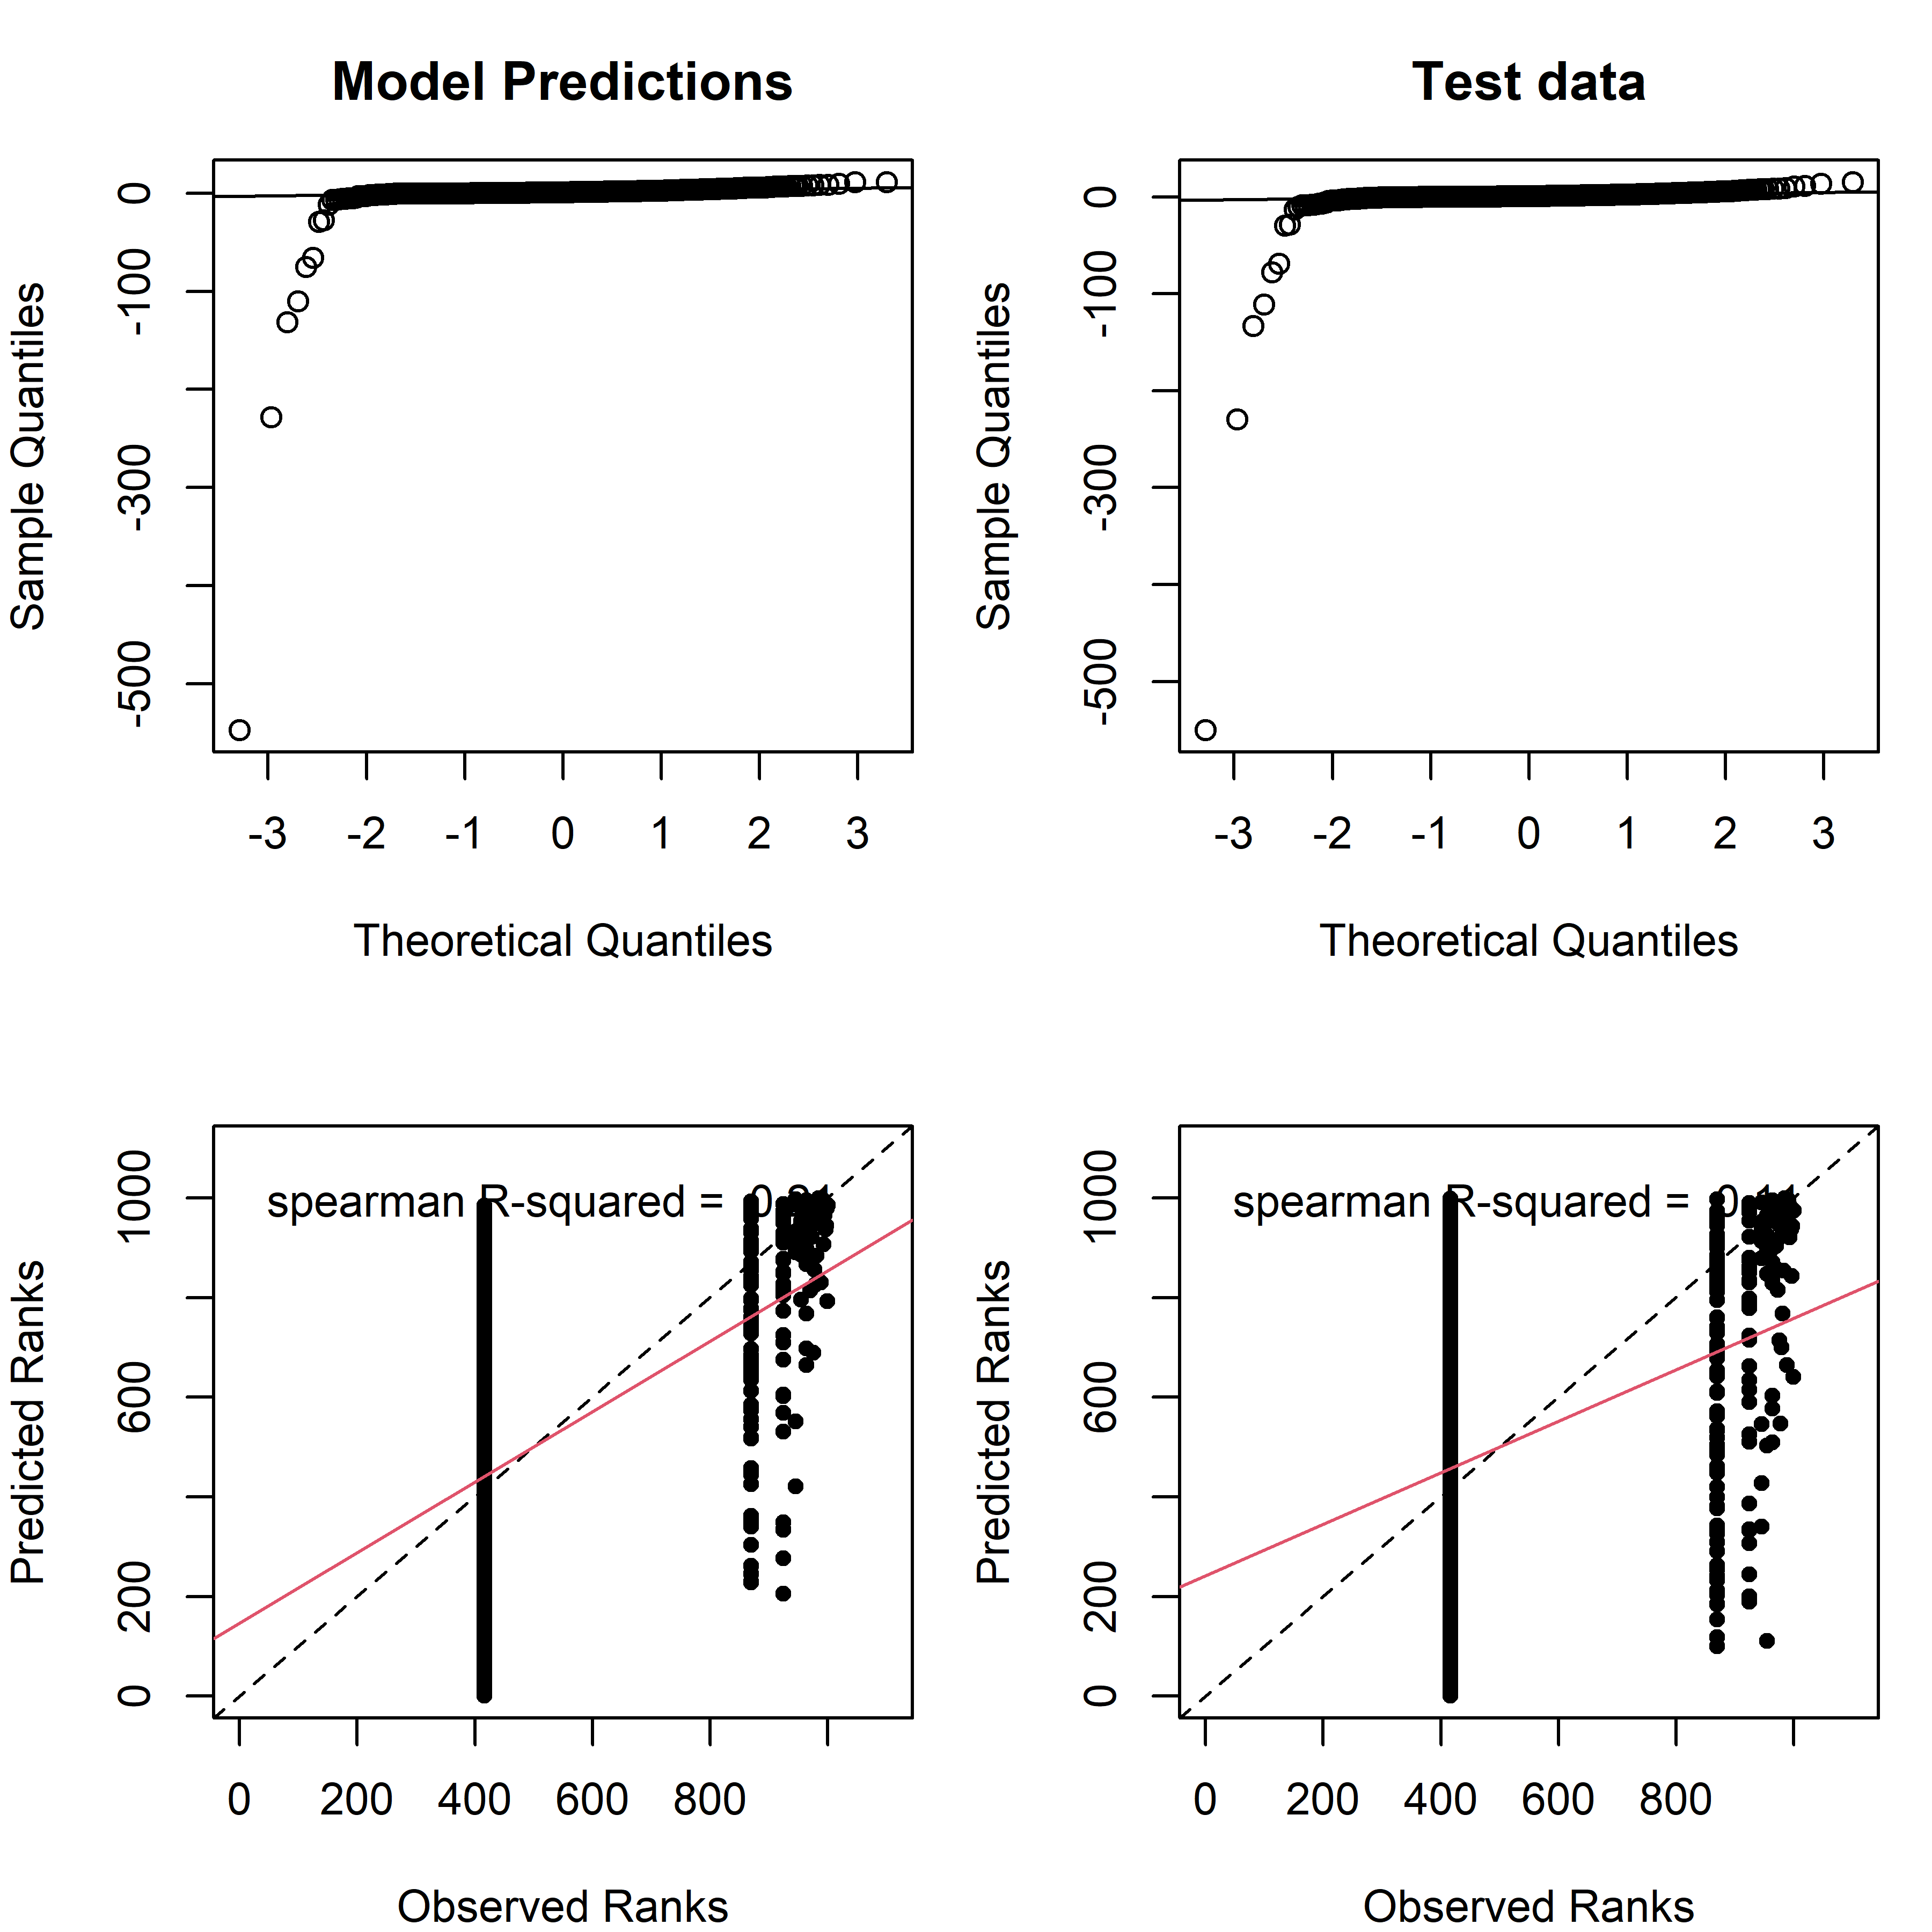 Model Predictions
Test data
Sample Quantiles
0
-100
-300
-500
-3 -2 -1 0 1 2 3
Theoretical Quantiles
Sample Quantiles
0
-100
-300
-500
-3 -2 -1 0 1 2 3
Theoretical Quantiles
spearman R-squared =
Predicted Ranks
1000
600
200
0
0 200 400 600 800
Observed Ranks
spearman R-squared =
Predicted Ranks
1000
600
200
0
0 200 400 600 800
Observed Ranks